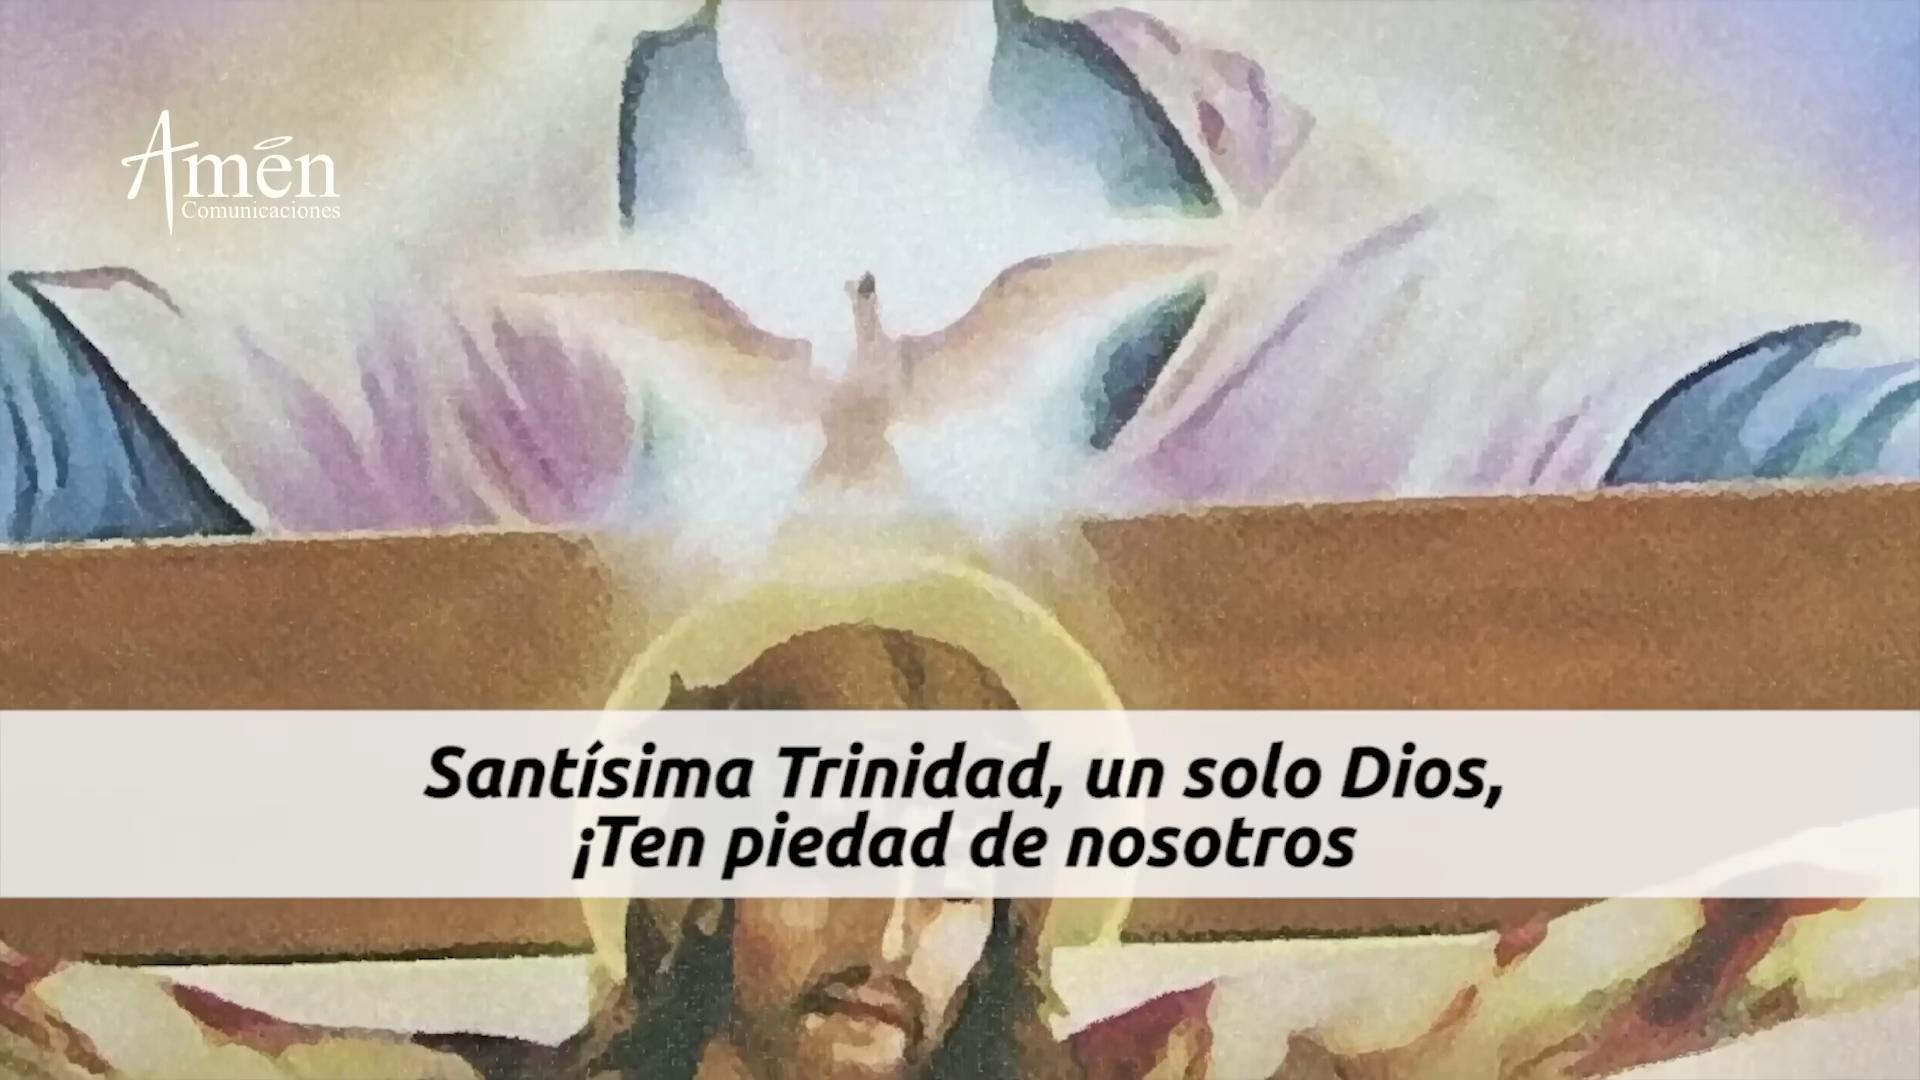 Amén
Comunicaciones
Santísima Trinidad, un solo Dios,
¡Ten piedad de nosotros